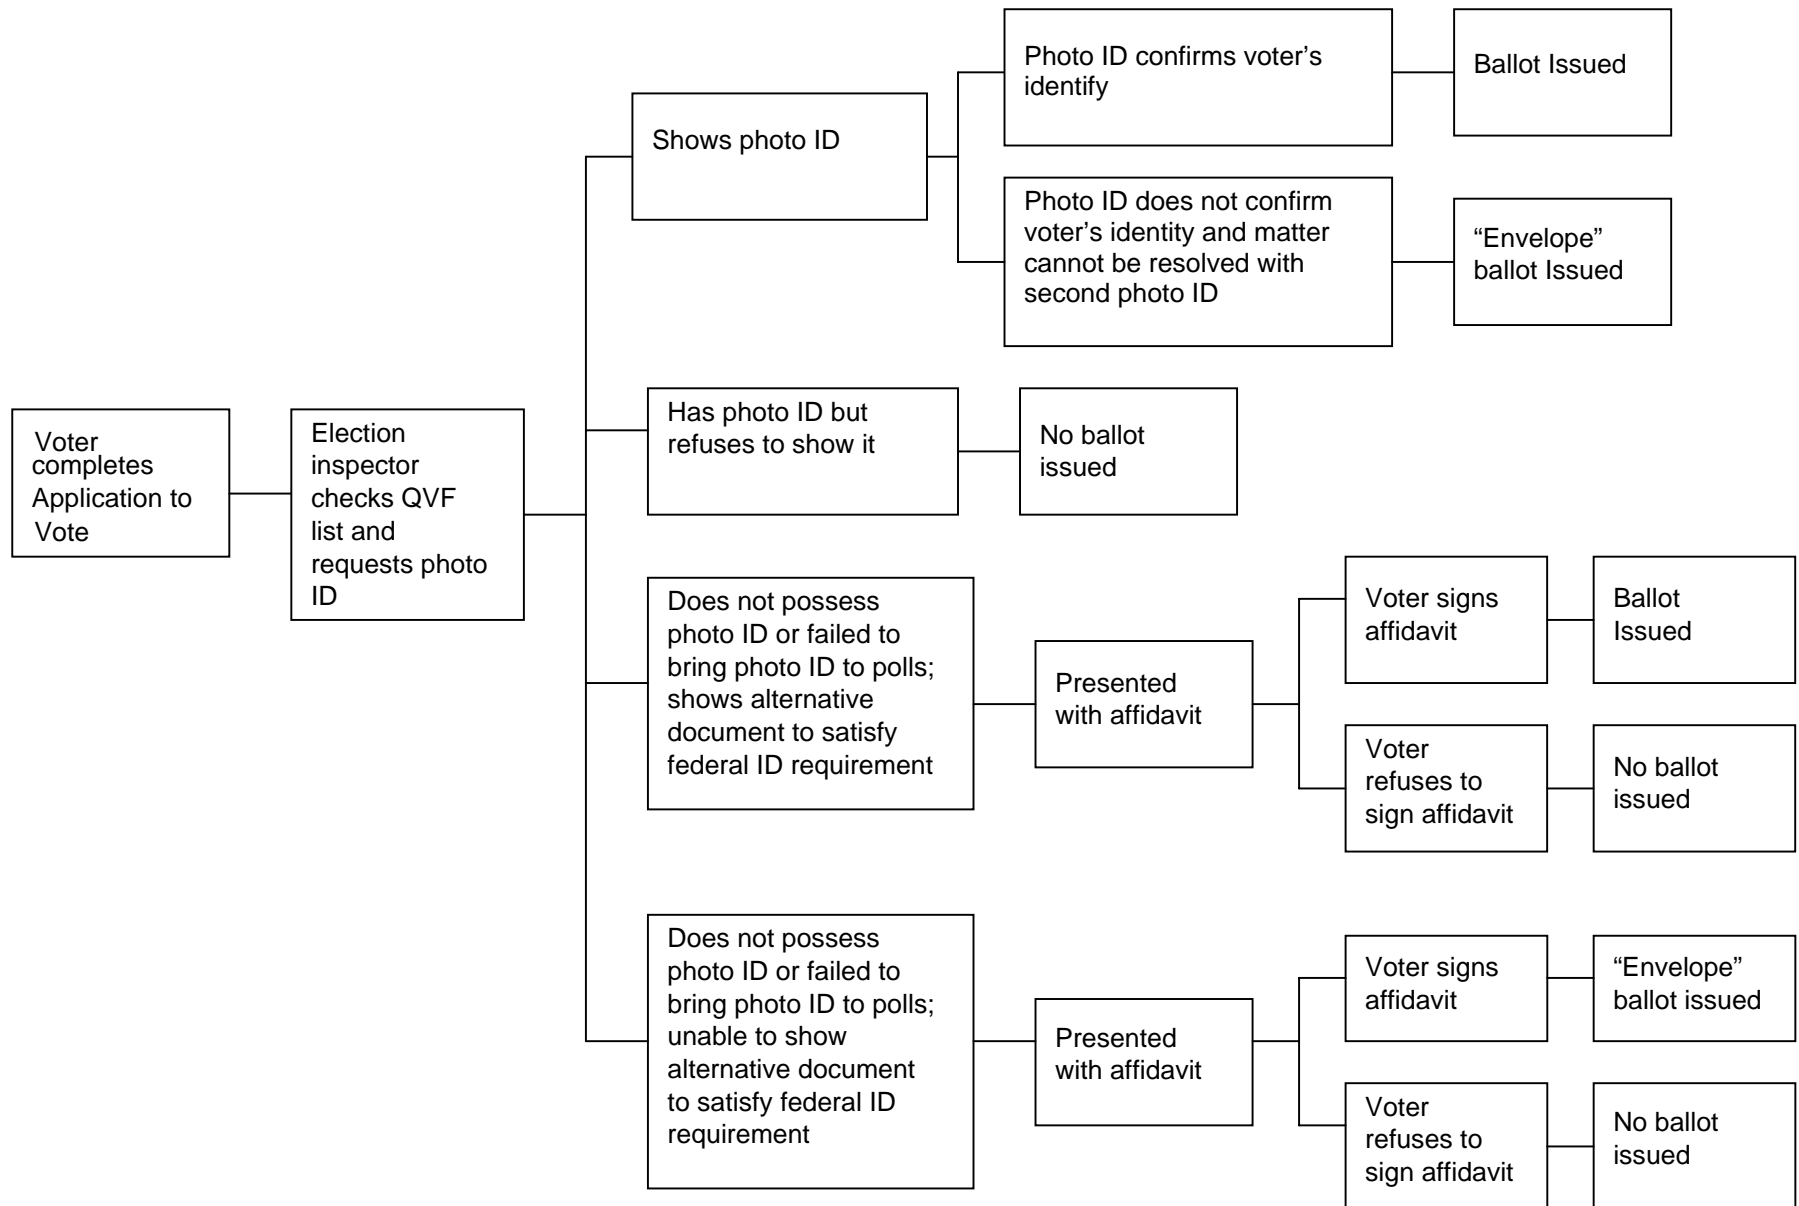 Voter
completes
Application to
Vote
Election
inspector
checks QVF
list and
requests photo
ID
Shows photo ID
Photo ID confirms voter’s
identify
Ballot Issued
Photo ID does not confirm
voter’s identity and matter
cannot be resolved with
second photo ID
“Envelope”
ballot Issued
Has photo ID but
refuses to show it
No ballot
issued
Does not possess
photo ID or failed to
bring photo ID to polls;
shows alternative
document to satisfy
federal ID requirement
Presented
with affidavit
Voter signs
affidavit
Ballot
Issued
Voter
refuses to
sign affidavit
No ballot
issued
Does not possess
photo ID or failed to
bring photo ID to polls;
unable to show
alternative document
to satisfy federal ID
requirement
Presented
with affidavit
Voter signs
affidavit
“Envelope”
ballot issued
Voter
refuses to
sign affidavit
No ballot
issued